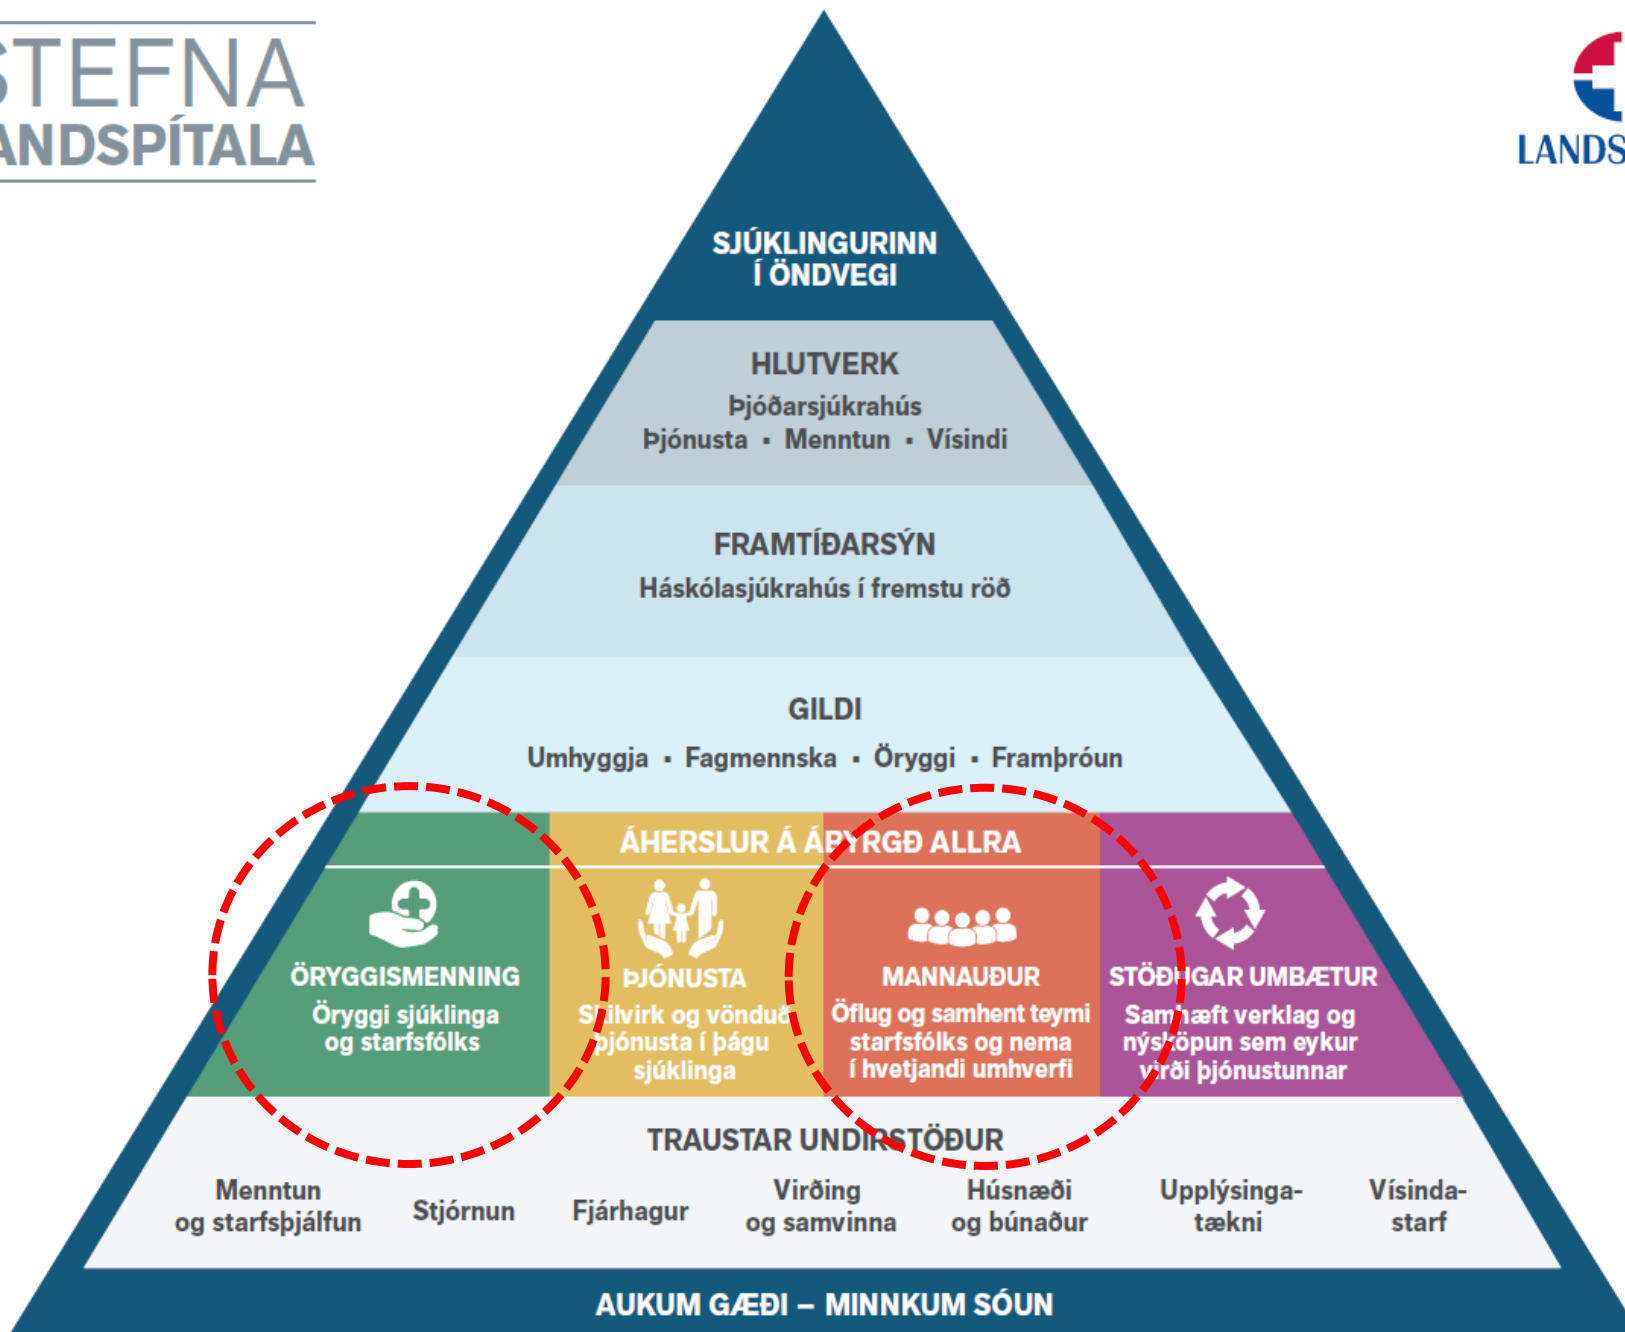 STEFNA
LANDSPÍTALA
LANDS
SJÚKLINGURINN
Í ÖNDVEGI
HLUTVERK
Þjóðarsjúkrahús
Þjónusta ▪ Menntun ▪ Vísindi
FRAMTÍÐARSÝN
Háskólasjúkrahús í fremstu röð
GILDI
Umhyggja ▪ Fagmennska ▪ Öryggi ▪ Framþróun
ÁHERSLUR Á ÁBYRGÐ ALLRA
ÖRYGGISMENNING
Öryggi sjúklinga
og starfsfólks
ÞJÓNUSTA
Skilvirk og vönduð
þjónusta í þágu
sjúklinga
MANNAUÐUR
Öflug og samhent teymi
starfsfólks og nema
í hvetjandi umhverfi
STÖÐUGAR UMBÆTUR
Samhæft verklag og
nýsköpun sem eykur
virði þjónustunnar
TRAUSTAR UNDIRSTÖÐUR
Menntun
og starfsþjálfun
Stjórnun
Fjárhagur
Virðing
og samvinna
Húsnæði
og búnaður
Upplýsinga-
tækni
Vísinda-
starf
AUKUM GÆÐI – MINNKUM SÓUN